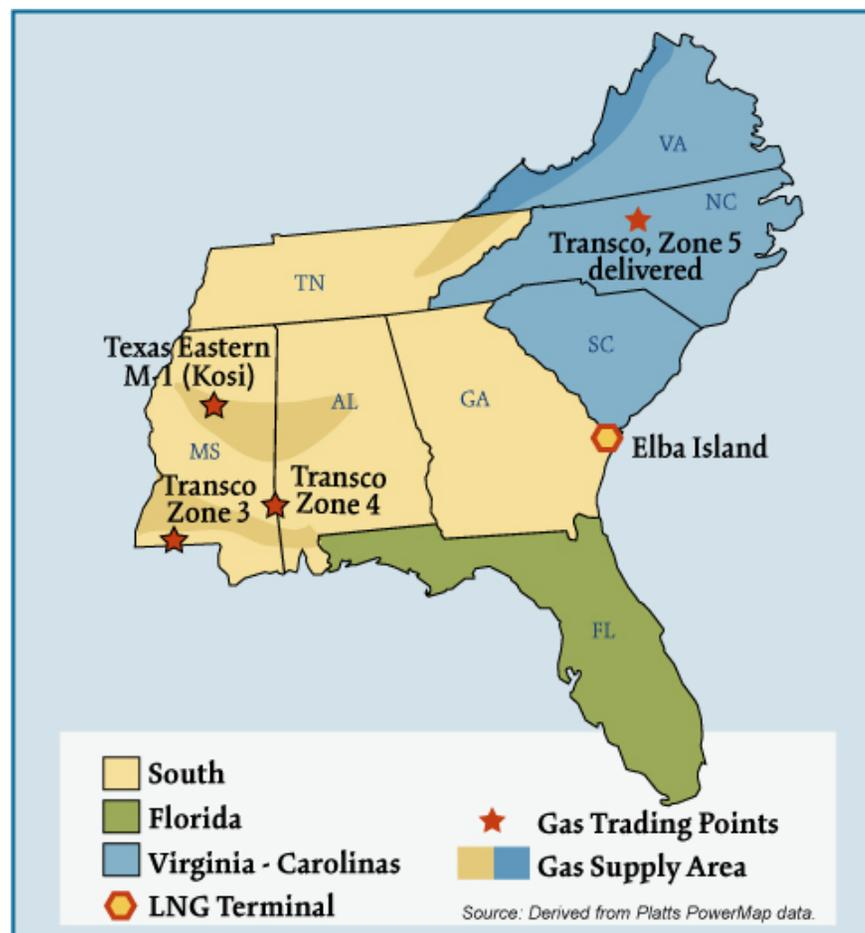 VA
NC
Transco, Zone 5
delivered
TN
SC
Texas Eastern
M-1 (Kosi)
AL
GA
MS
Elba Island
Transco
Zone 3
Transco
Zone 4
FL
South
Florida
Virginia - Carolinas
LNG Terminal
Gas Trading Points
Gas Supply Area
Source: Derived from Platts PowerMap data.